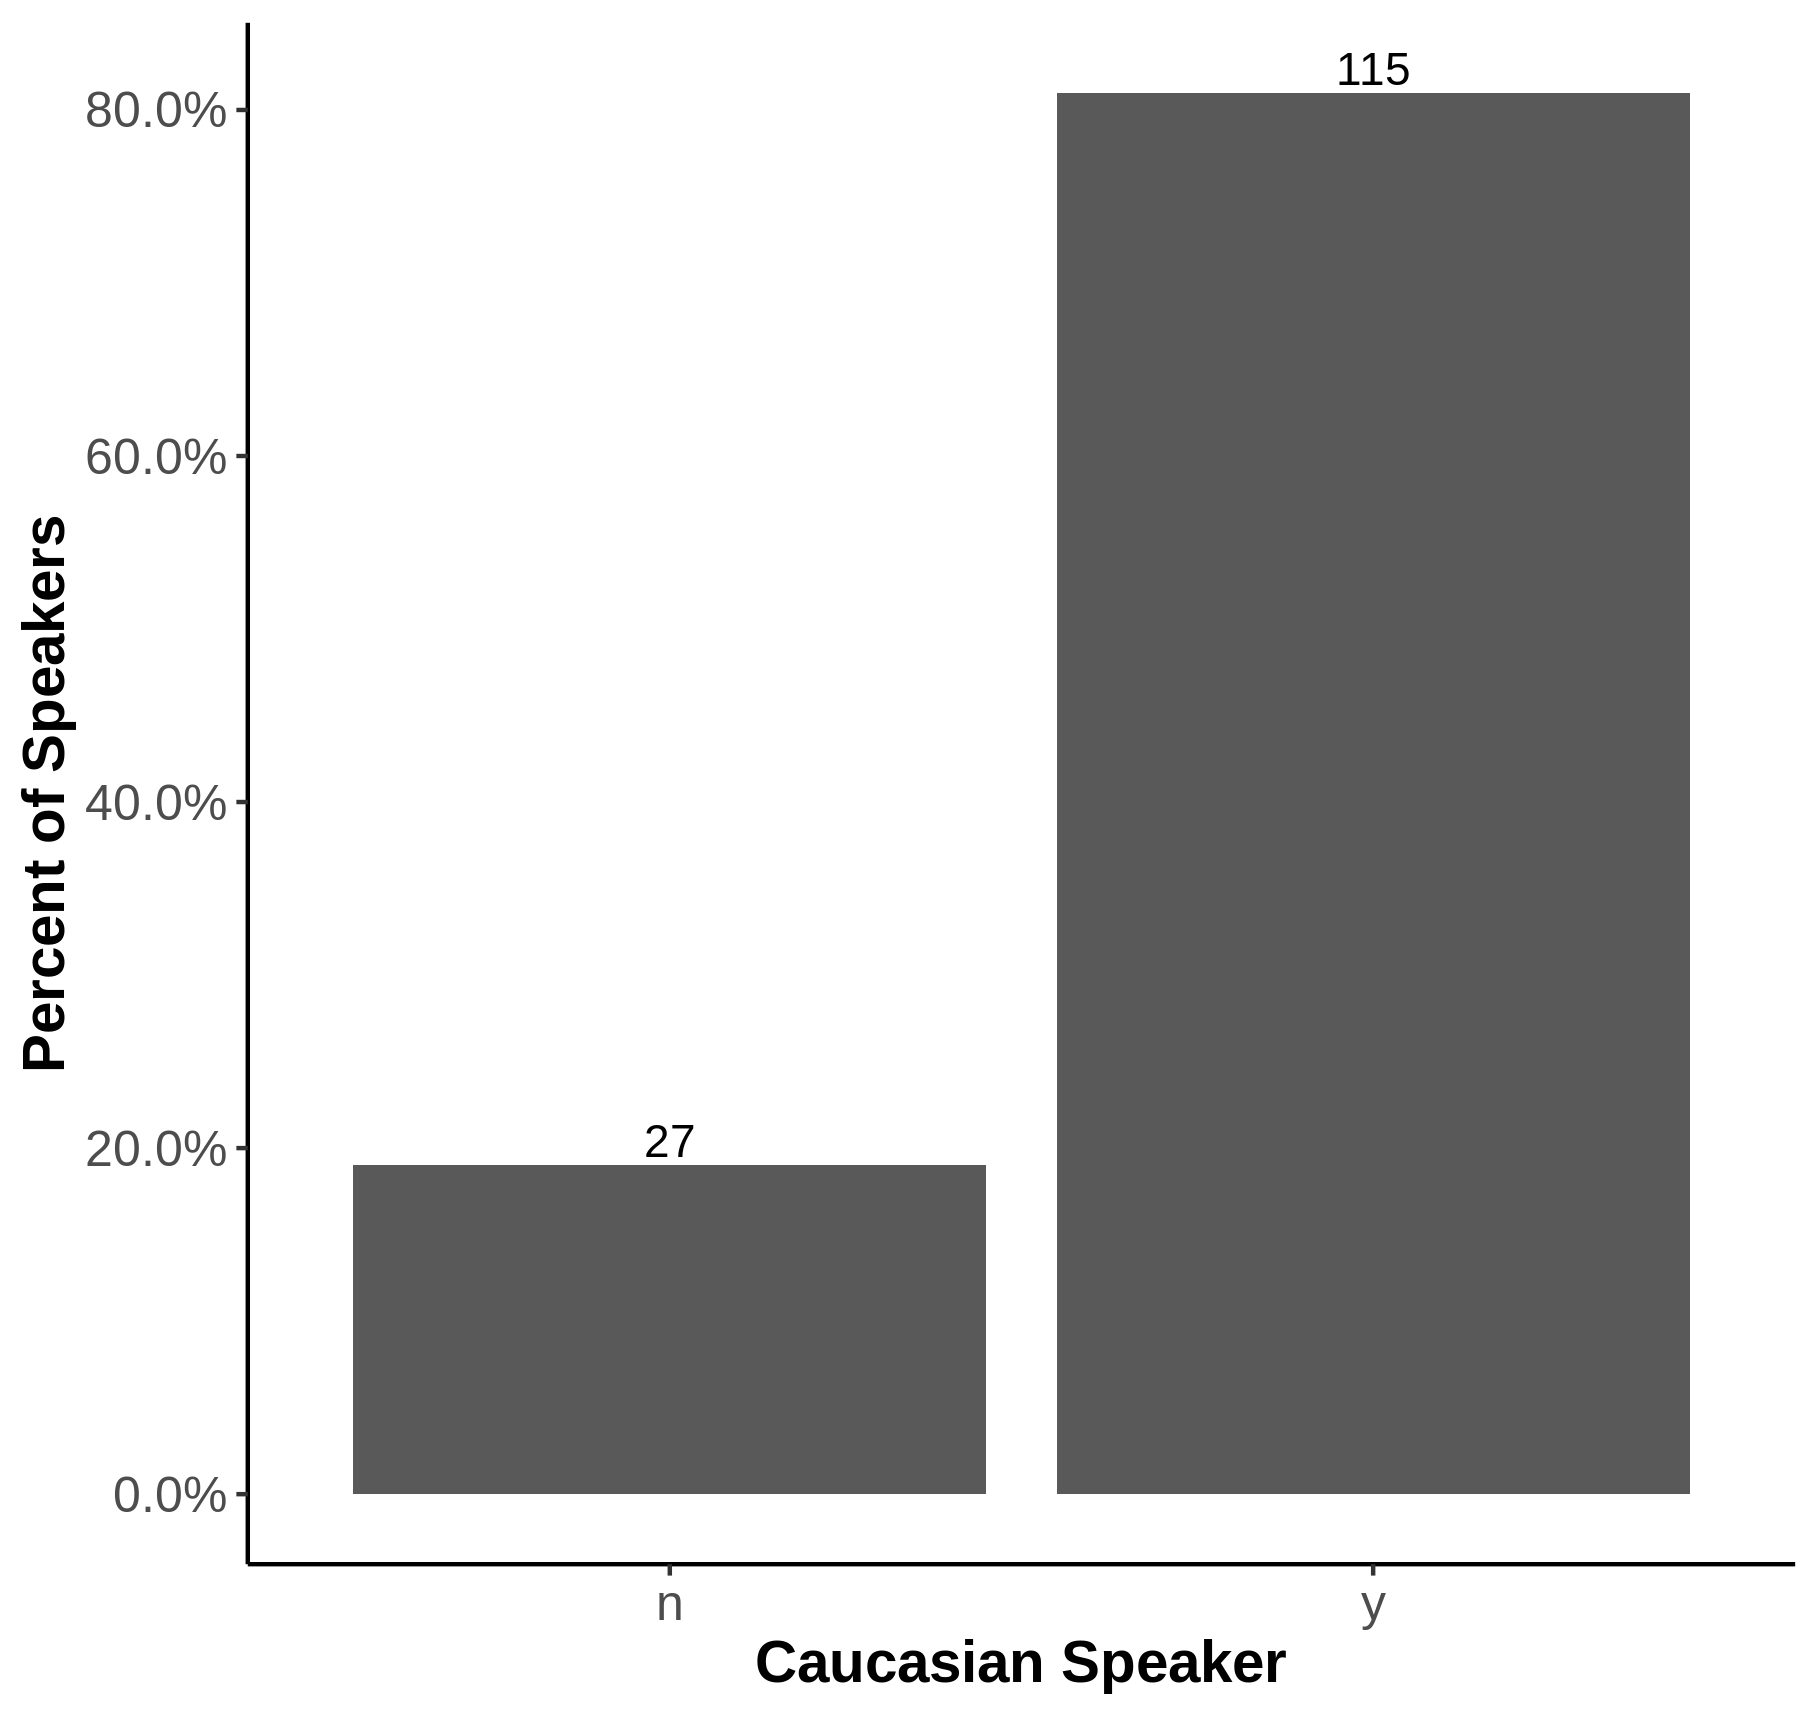 115
80.0%
60.0%
40.0%
27
20.0%
0.0%
Percent of Speakers
n
y
Caucasian Speaker